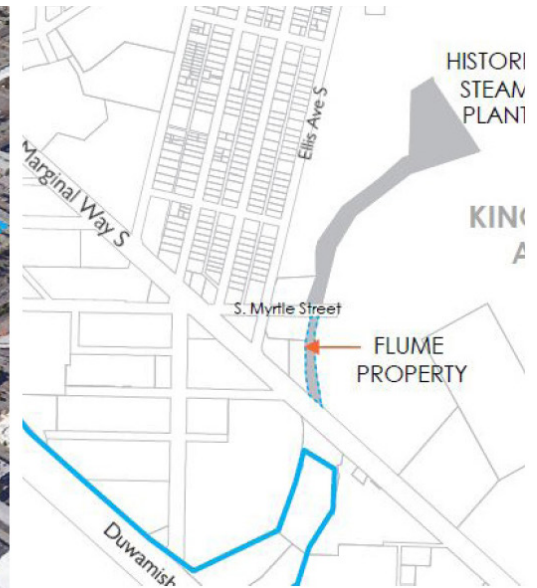 HISTORI
STEAM
PLANT
Ellis Ave S
Marginal Way S
KING
A
S. Myrtle Street
FLUME
PROPERTY
Duwamish